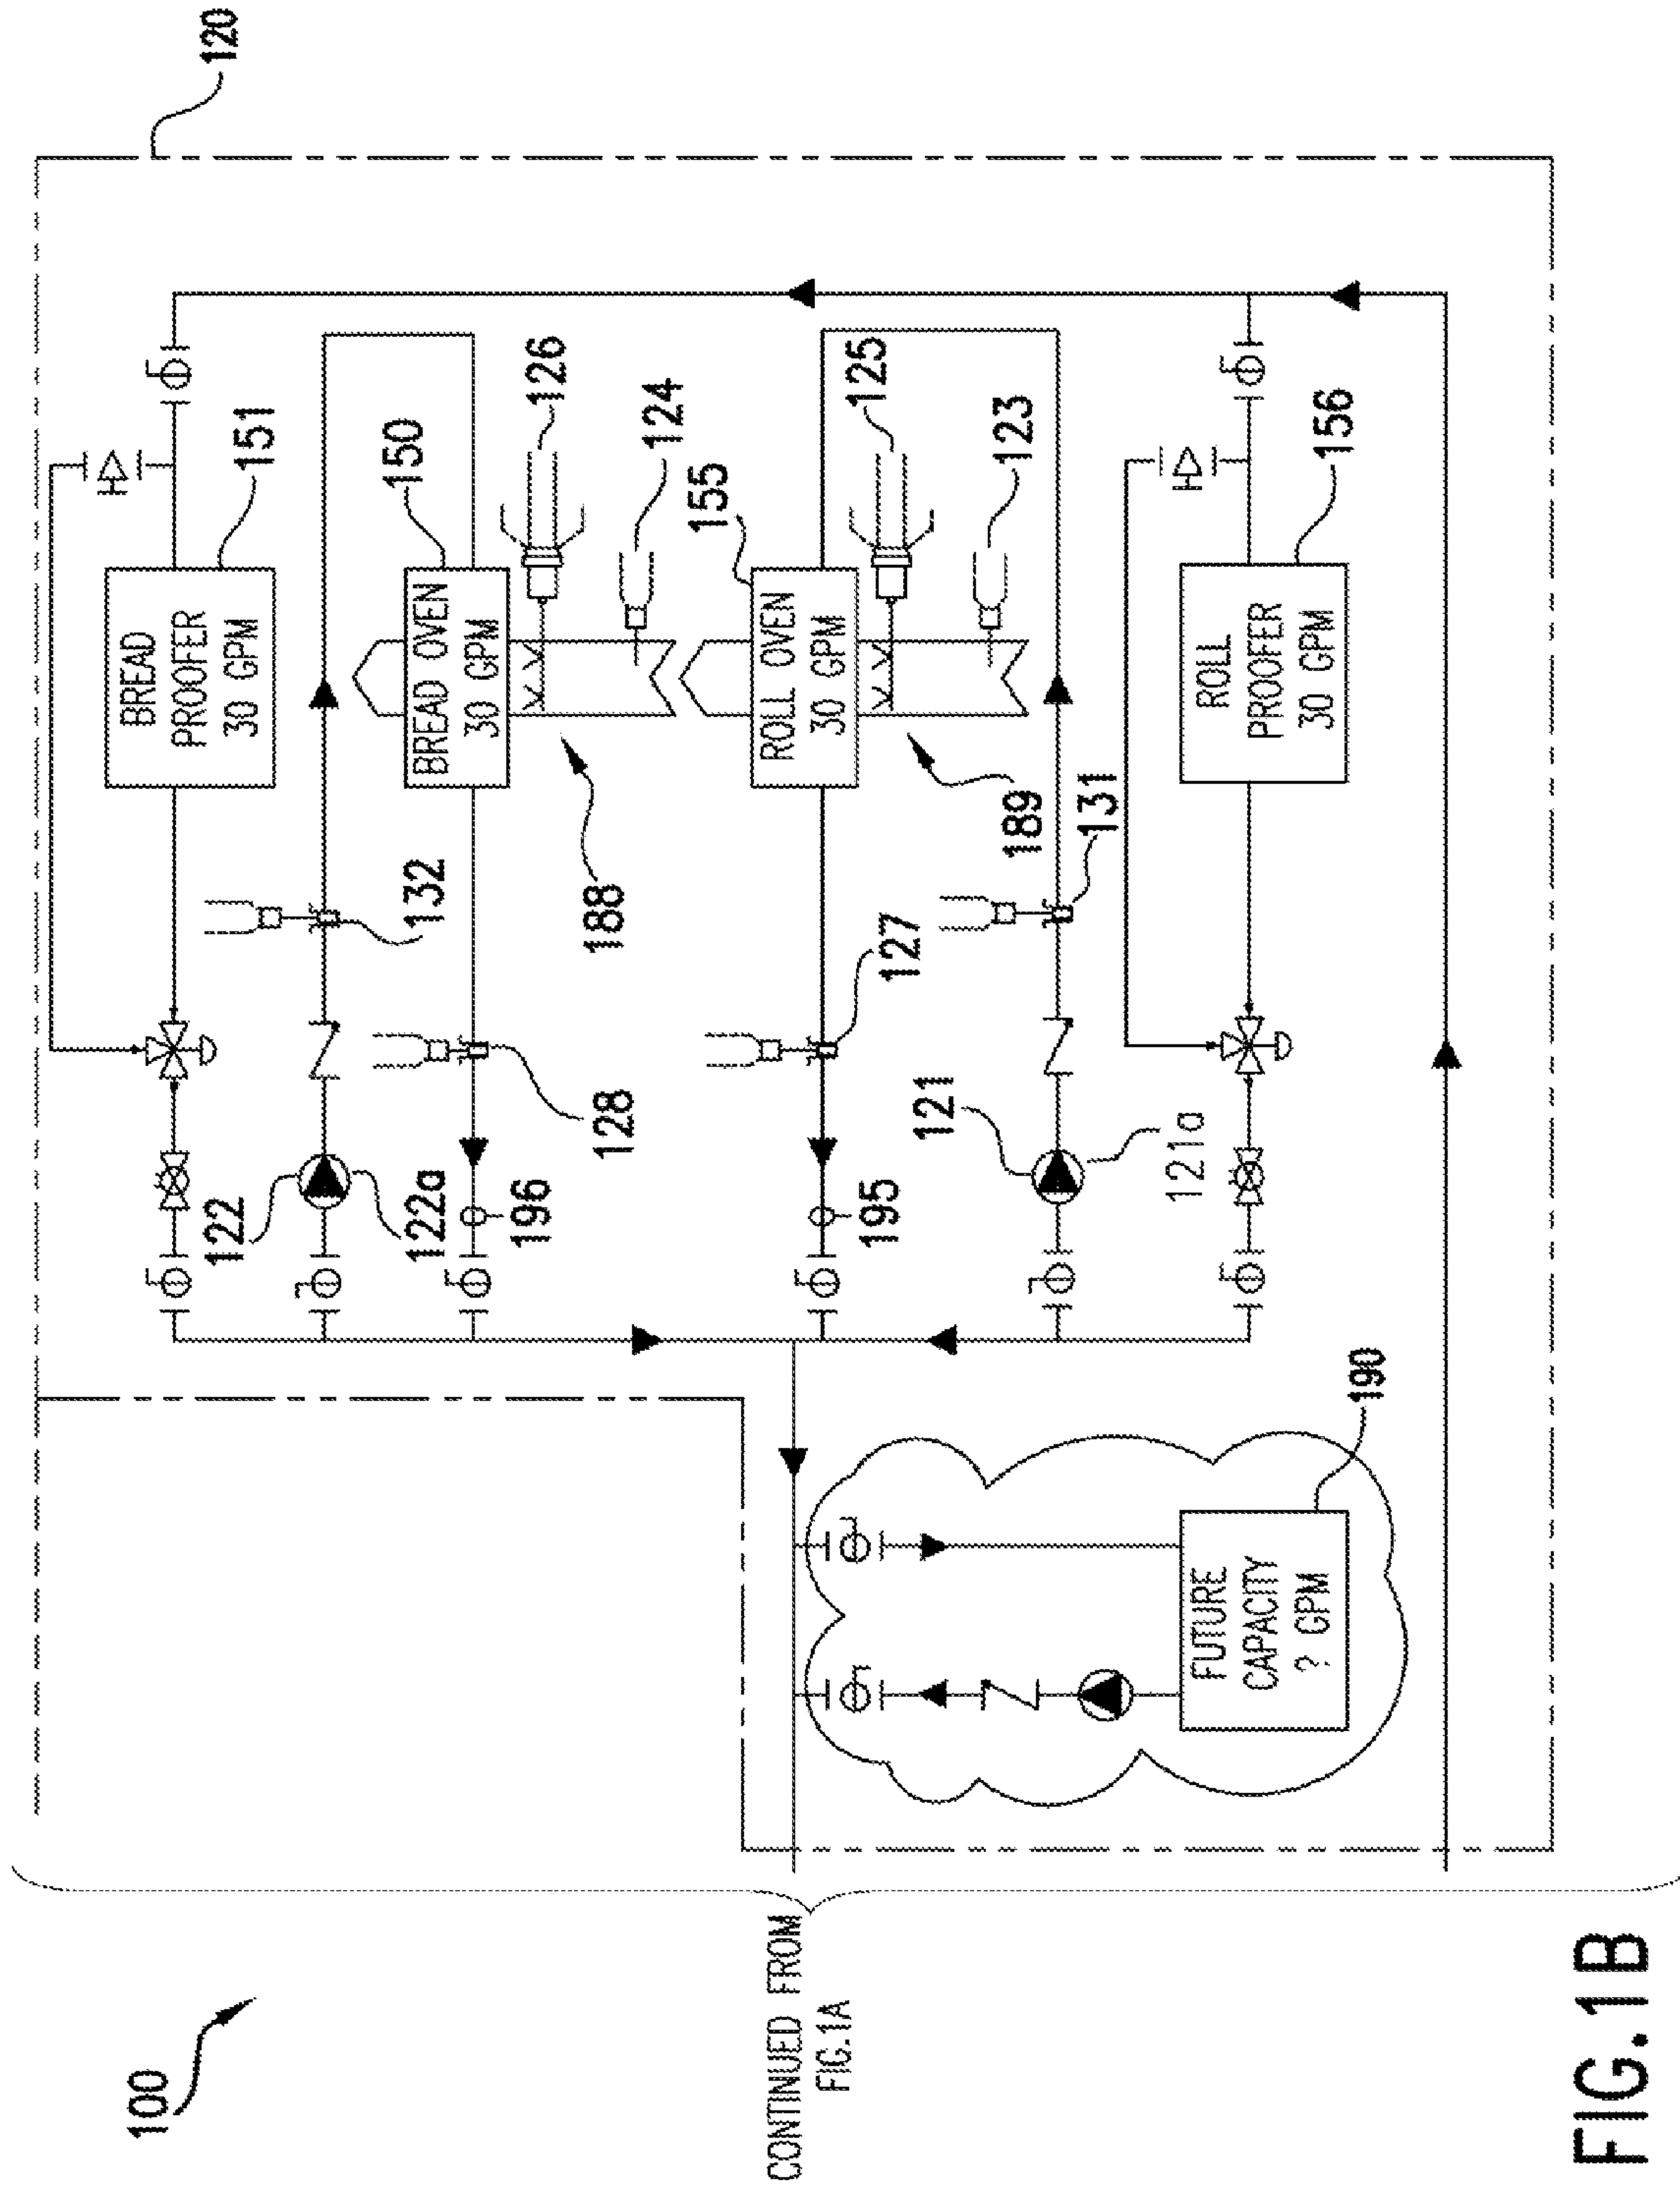 100
120
BREAD
PROOFER
30 GPM
151
132
122
122a
BREAD OVEN
30 GPM
150
126
124
128
196
188
ROLL OVEN
30 GPM
155
125
123
127
195
189
131
121
121a
ROLL
PROOFER
30 GPM
156
FUTURE
CAPACITY
? GPM
190
CONTINUED FROM
FIG.1A
FIG.1B